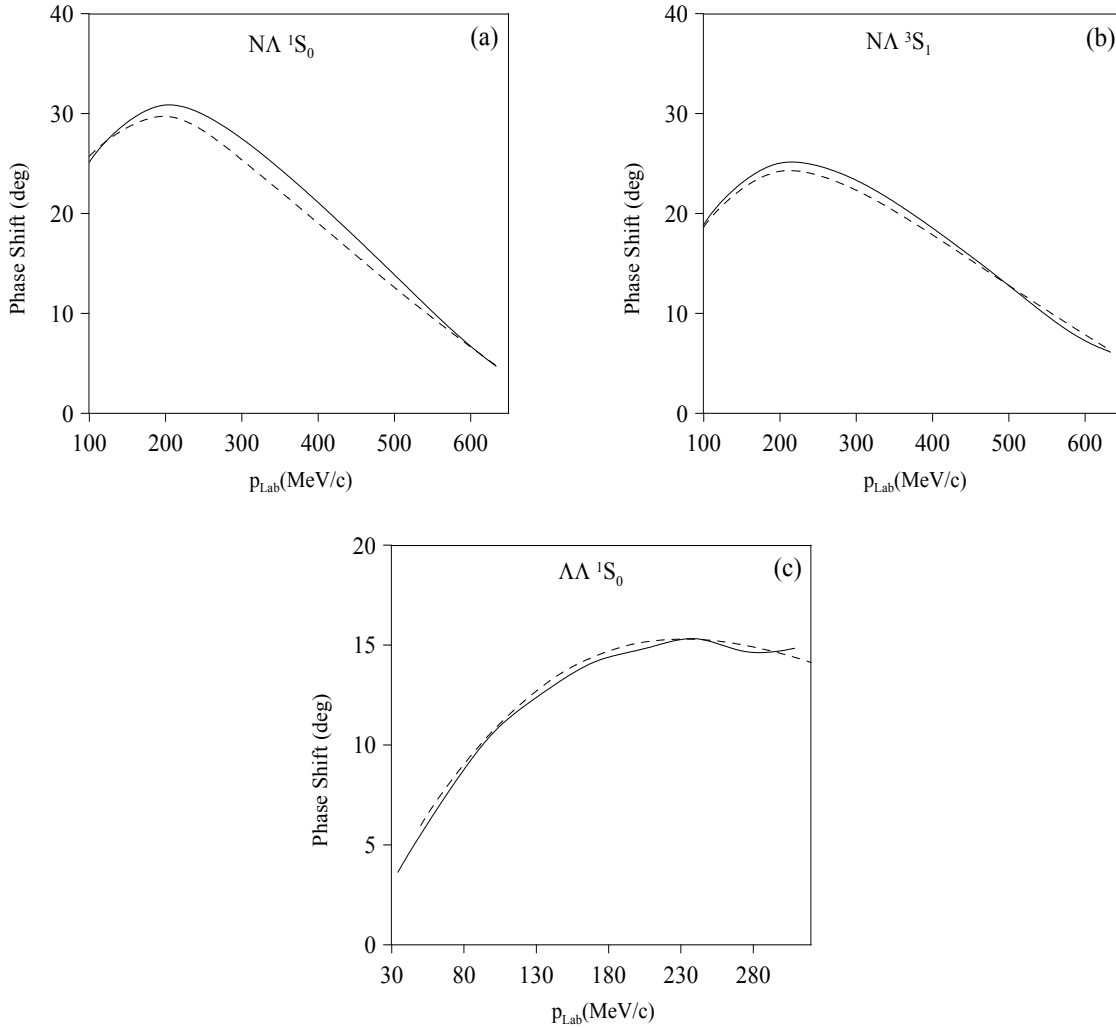 NΛ ¹S₀
(a)
40
30
20
10
0
Phase Shift (deg)
100 200 300 400 500 600
p_Lab(MeV/c)
NΛ ³S₁
(b)
40
30
20
10
0
Phase Shift (deg)
100 200 300 400 500 600
p_Lab(MeV/c)
ΛΛ ¹S₀
(c)
20
15
10
5
0
Phase Shift (deg)
30 80 130 180 230 280
p_Lab(MeV/c)